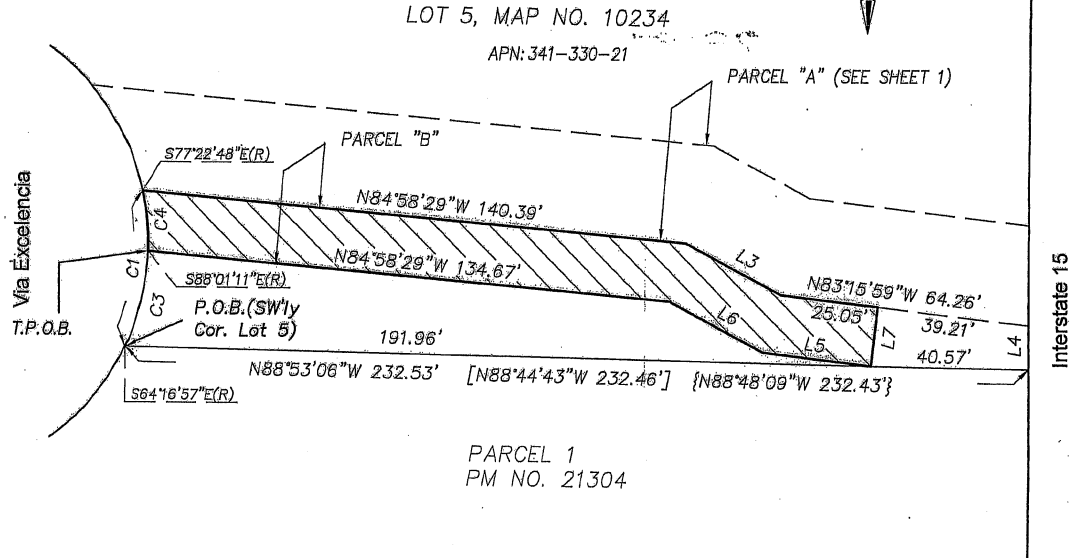 LOT 5, MAP NO. 10234
APN: 341-330-21
PARCEL "A" (SEE SHEET 1)
PARCEL "B"
S77°22'48"E(R)
N84°58'29"W 140.39'
C4
Via Excelencia
N84°58'29"W 134.67'
L3
C1
S88°01'11"E(R)
N83°15'59"W 64.26'
Interstate 15
T.P.O.B.
C3
P.O.B.(SW'ly
Cor. Lot 5)
25.05'
39.21'
L6
L5
L7
L4
191.96'
40.57'
N88°53'06"W 232.53' [N88°44'43"W 232.46'] {N88°48'09"W 232.43'}
S64°16'57"E(R)
PARCEL 1
PM NO. 21304